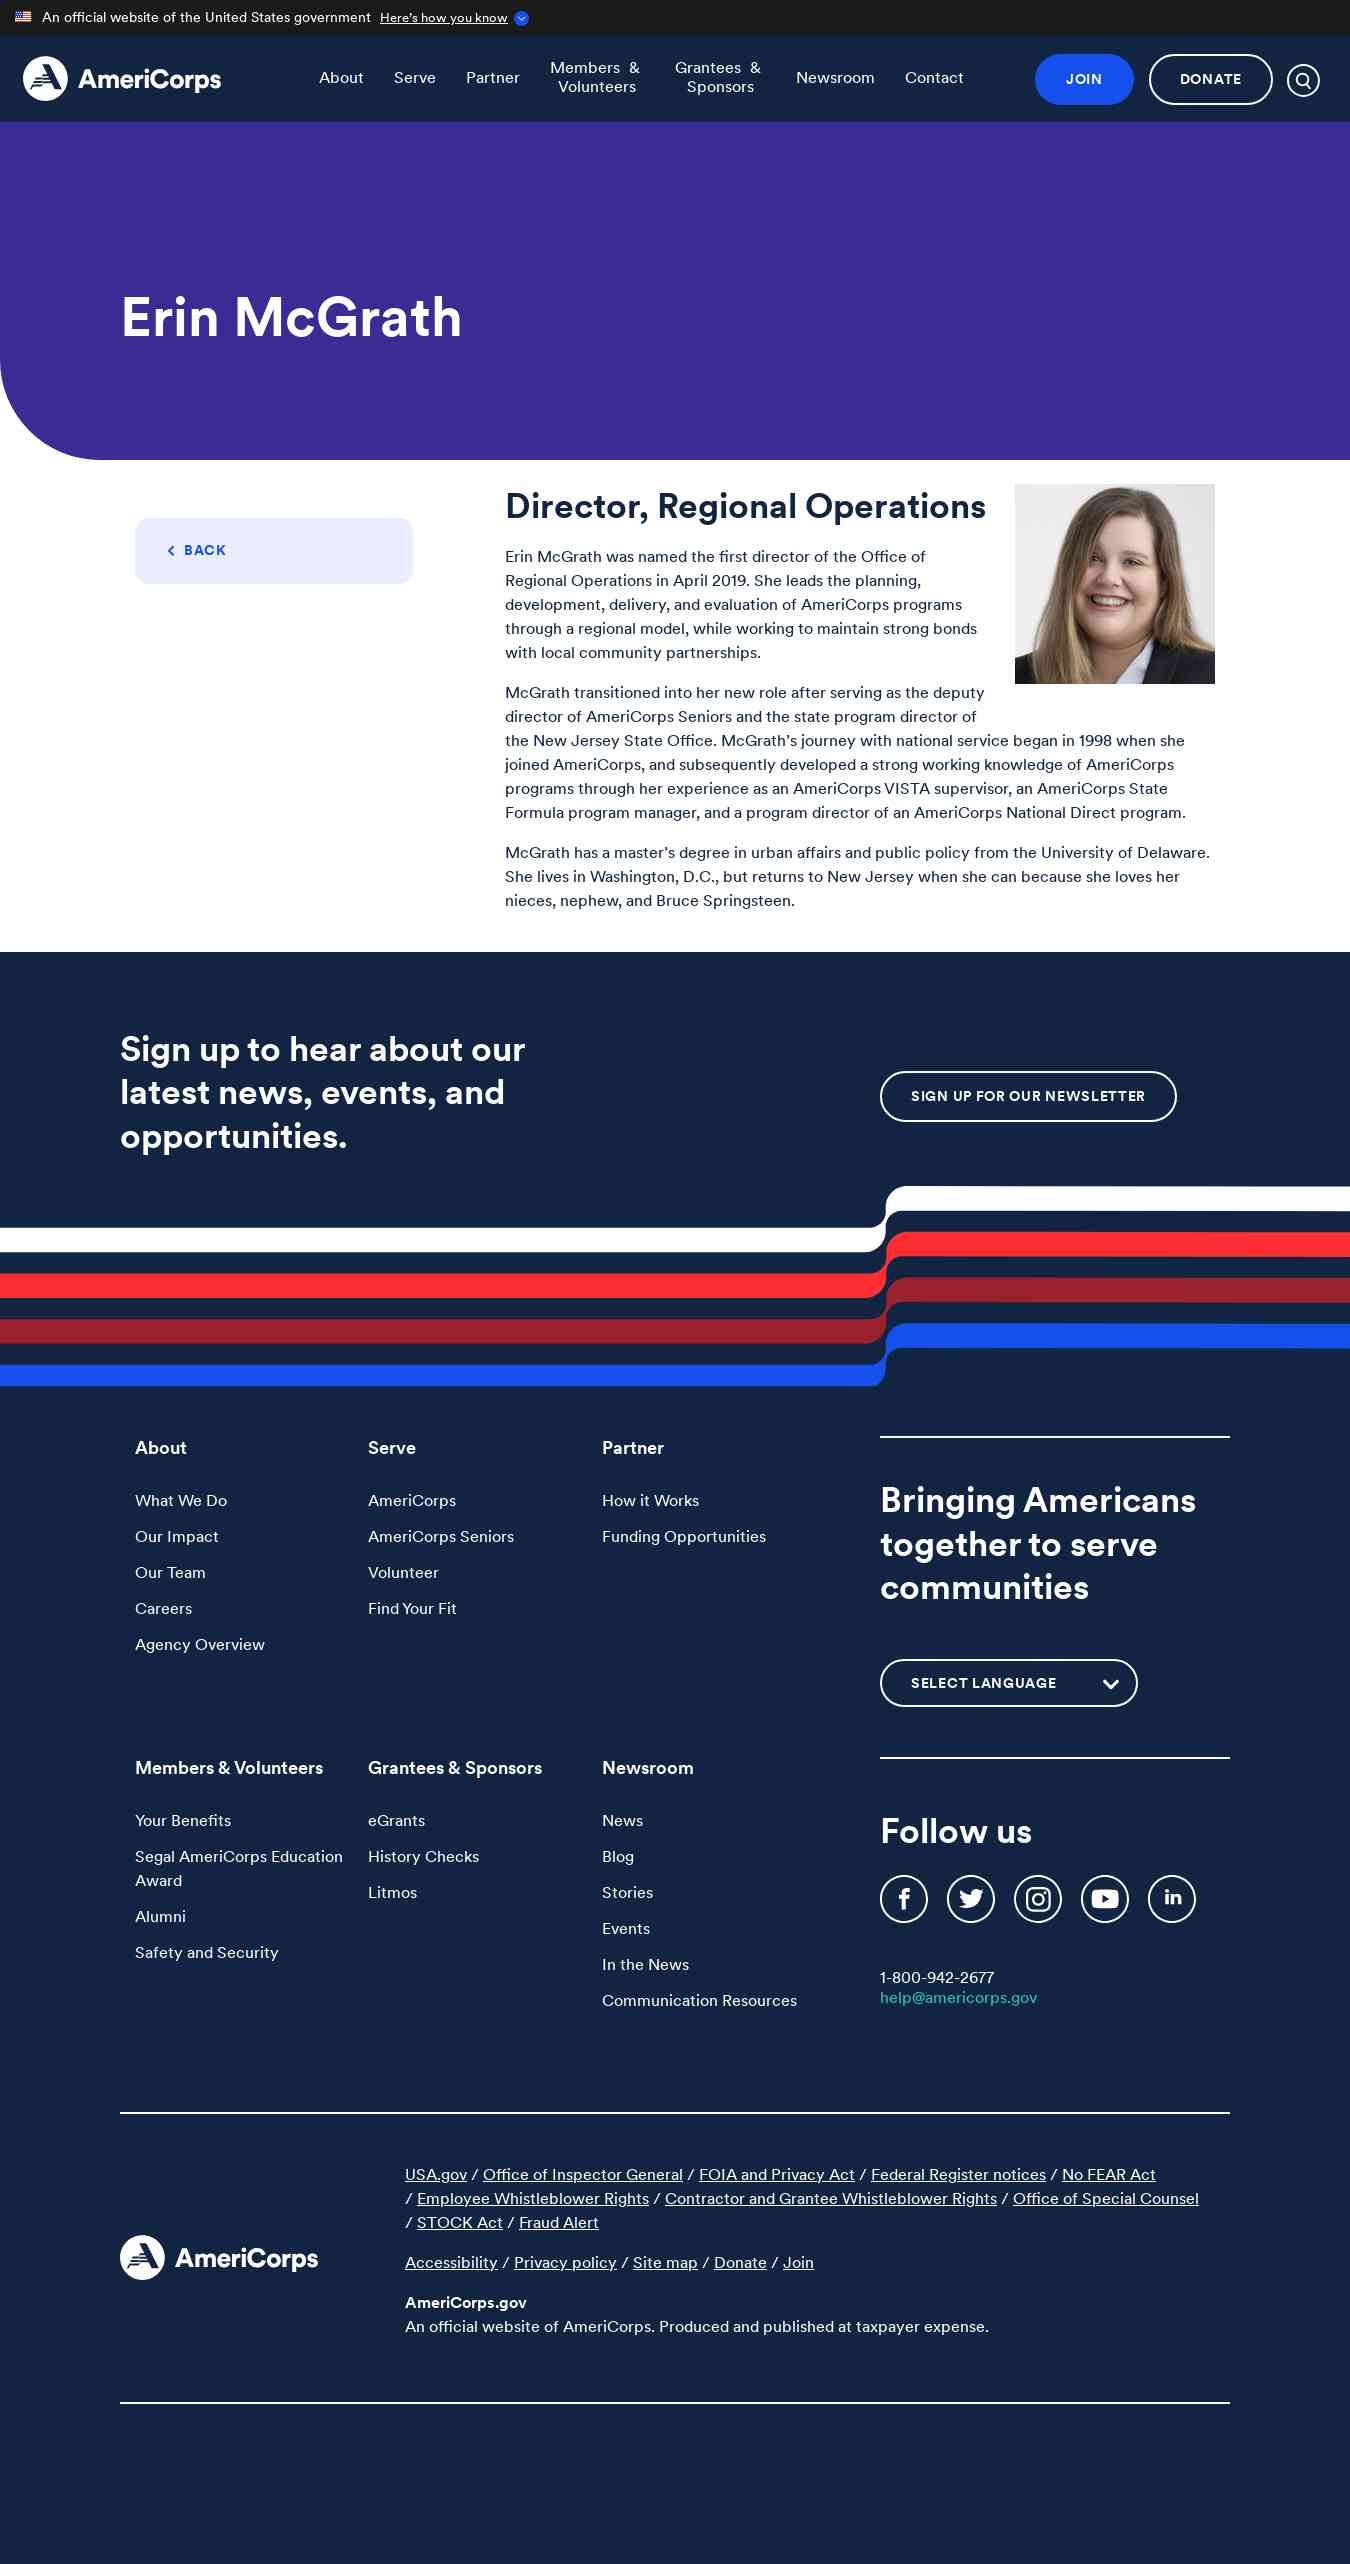 An official website of the United States government Here's how you know
AmeriCorps
About
Serve
Partner
Members &
Volunteers
Grantees &
Sponsors
Newsroom
Contact
JOIN
DONATE
Erin McGrath
BACK
Director, Regional Operations
Erin McGrath was named the first director of the Office of
Regional Operations in April 2019. She leads the planning,
development, delivery, and evaluation of AmeriCorps programs
through a regional model, while working to maintain strong bonds
with local community partnerships.
McGrath transitioned into her new role after serving as the deputy
director of AmeriCorps Seniors and the state program director of
the New Jersey State Office. McGrath's journey with national service began in 1998 when she
joined AmeriCorps, and subsequently developed a strong working knowledge of AmeriCorps
programs through her experience as an AmeriCorps VISTA supervisor, an AmeriCorps State
Formula program manager, and a program director of an AmeriCorps National Direct program.
McGrath has a master's degree in urban affairs and public policy from the University of Delaware.
She lives in Washington, D.C., but returns to New Jersey when she can because she loves her
nieces, nephew, and Bruce Springsteen.
Sign up to hear about our
latest news, events, and
opportunities.
SIGN UP FOR OUR NEWSLETTER
About
What We Do
Our Impact
Our Team
Careers
Agency Overview
Serve
AmeriCorps
AmeriCorps Seniors
Volunteer
Find Your Fit
Partner
How it Works
Funding Opportunities
Bringing Americans
together to serve
communities
SELECT LANGUAGE
Members & Volunteers
Your Benefits
Segal AmeriCorps Education
Award
Alumni
Safety and Security
Grantees & Sponsors
eGrants
History Checks
Litmos
Newsroom
News
Blog
Stories
Events
In the News
Communication Resources
Follow us
1-800-942-2677
help@americorps.gov
AmeriCorps
USA.gov / Office of Inspector General / FOIA and Privacy Act / Federal Register notices / No FEAR Act
/ Employee Whistleblower Rights / Contractor and Grantee Whistleblower Rights / Office of Special Counsel
/ STOCK Act / Fraud Alert
Accessibility / Privacy policy / Site map / Donate / Join
AmeriCorps.gov
An official website of AmeriCorps. Produced and published at taxpayer expense.